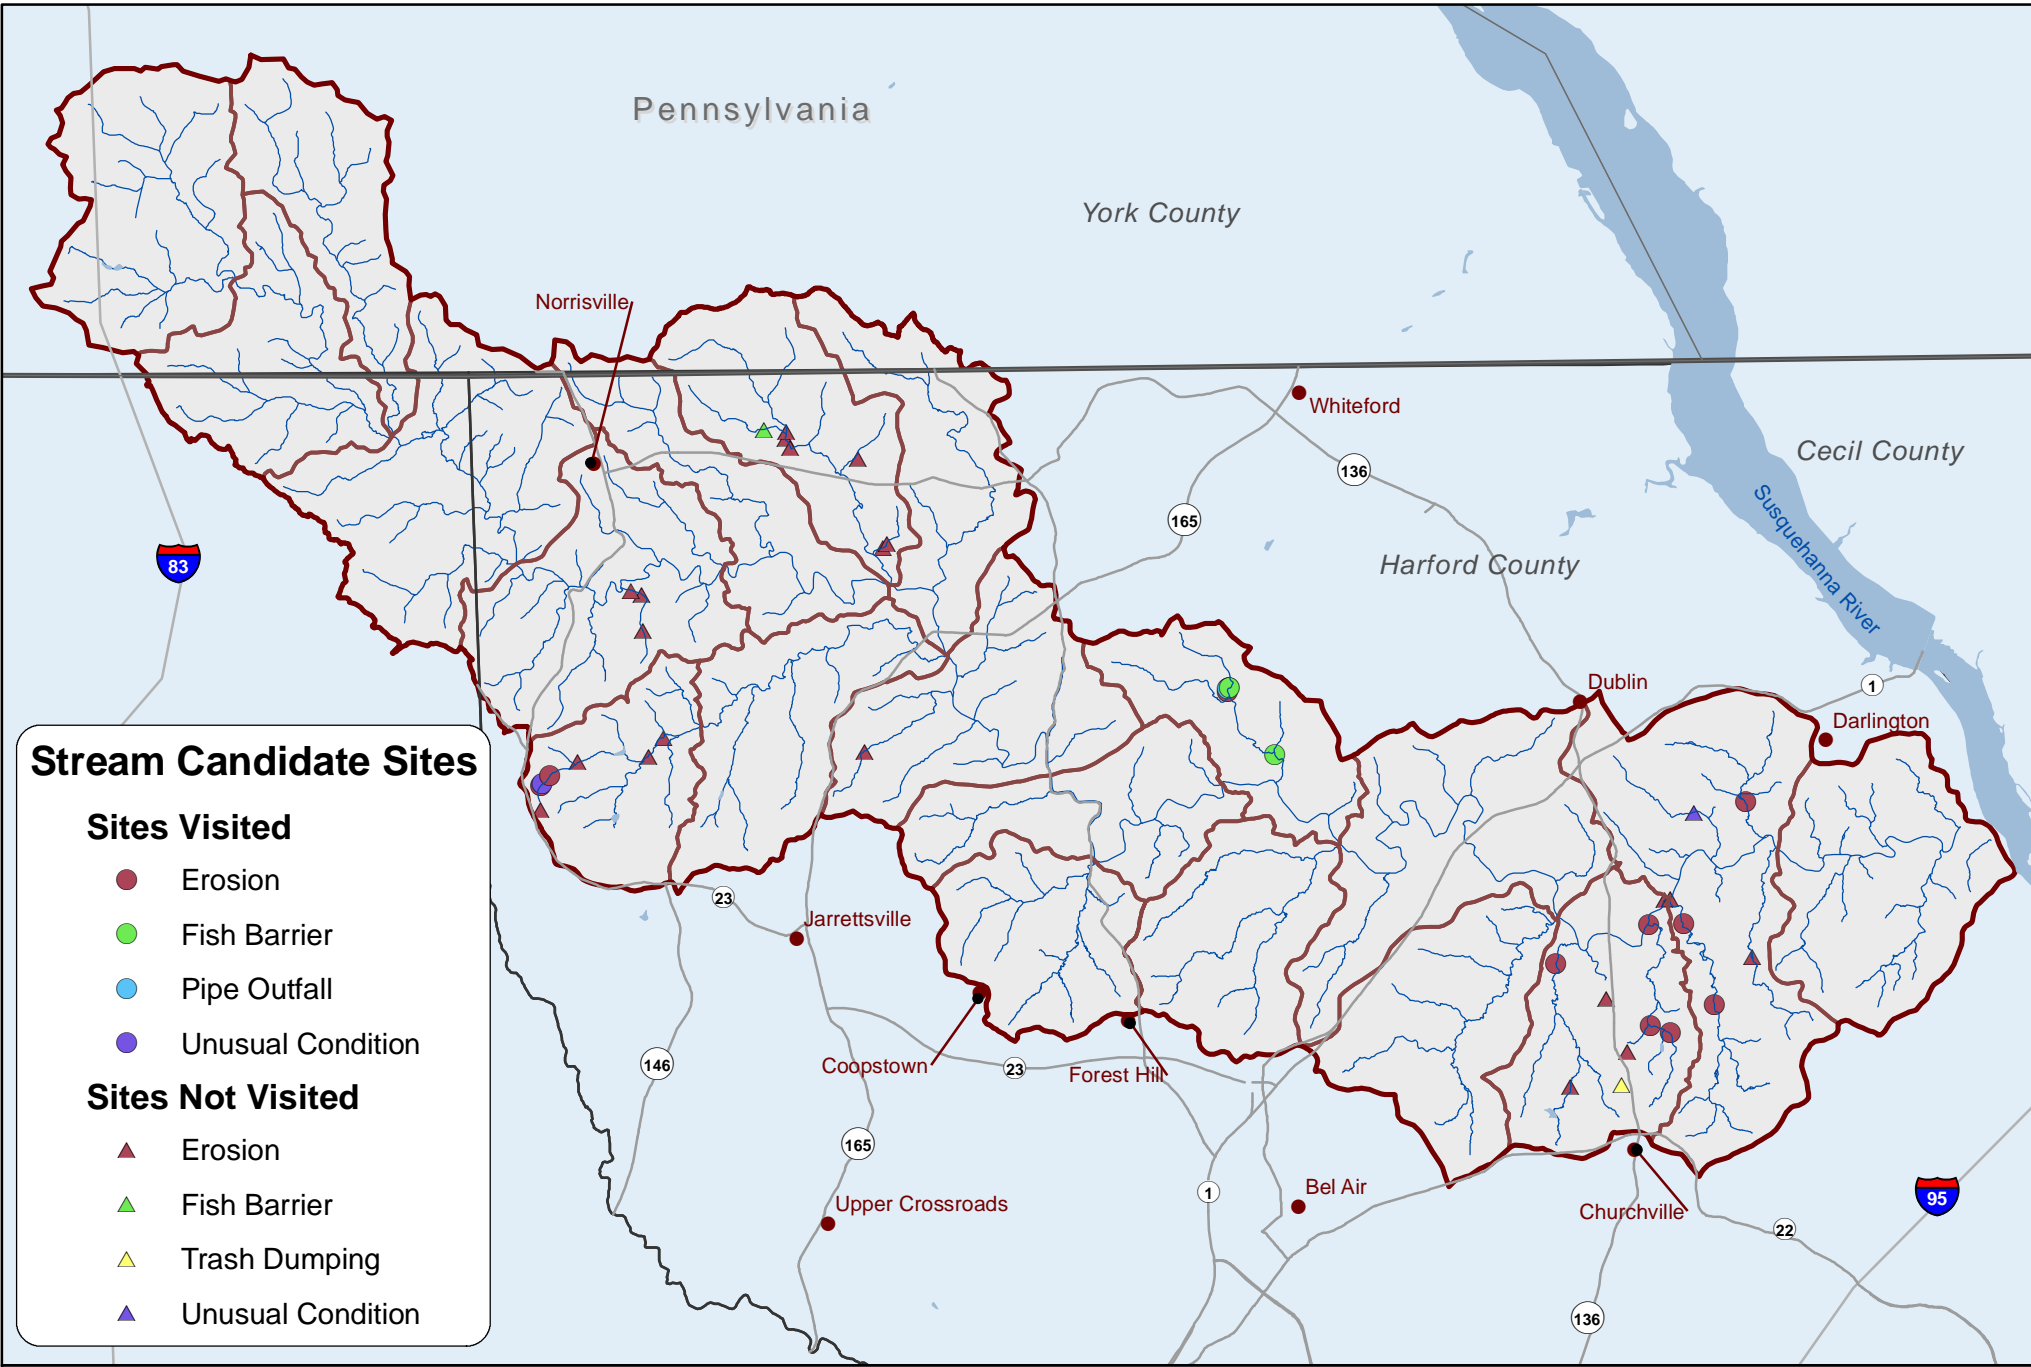 Pennsylvania
York County
Norrisville
Whiteford
136
Cecil County
165
Susquehanna River
83
Harford County
Dublin
1
Darlington
Stream Candidate Sites
Sites Visited
Erosion
Fish Barrier
Pipe Outfall
Unusual Condition
Sites Not Visited
Erosion
Fish Barrier
Trash Dumping
Unusual Condition
23
Jarrettsville
146
Coopstown
23
Forest Hill
165
Upper Crossroads
1
Bel Air
Churchville
22
95
136